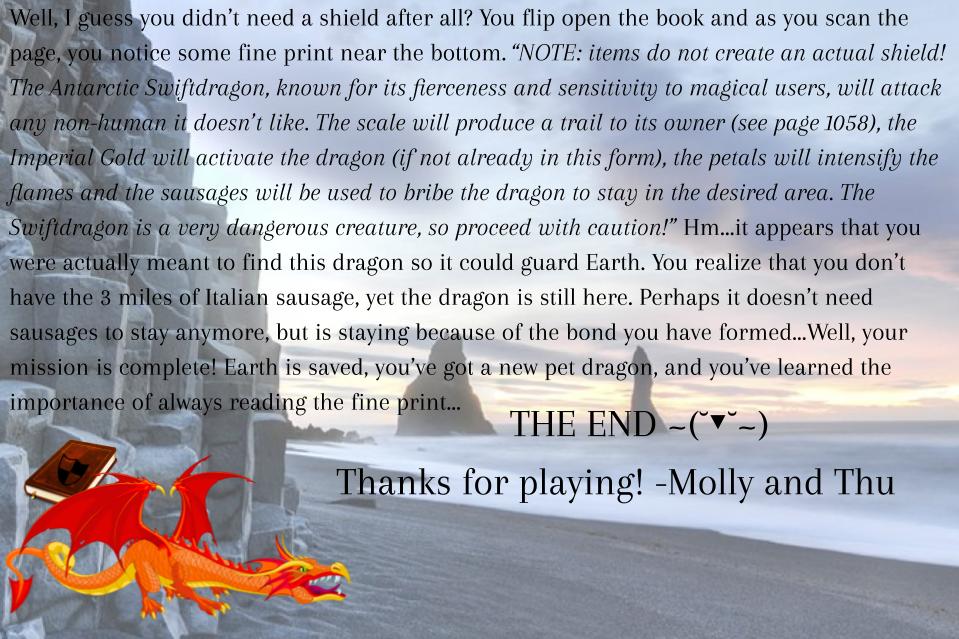 Well, I guess you didn’t need a shield after all? You flip open the book and as you scan the
page, you notice some fine print near the bottom. “NOTE: items do not create an actual shield!
The Antarctic Swiftdragon, known for its fierceness and sensitivity to magical users, will attack
any non-human it doesn’t like. The scale will produce a trail to its owner (see page 1058), the
Imperial Gold will activate the dragon (if not already in this form), the petals will intensify the
flames and the sausages will be used to bribe the dragon to stay in the desired area. The
Swiftdragon is a very dangerous creature, so proceed with caution!” Hm...it appears that you
were actually meant to find this dragon so it could guard Earth. You realize that you don’t
have the 3 miles of Italian sausage, yet the dragon is still here. Perhaps it doesn’t need
sausages to stay anymore, but is staying because of the bond you have formed...Well, your
mission is complete! Earth is saved, you’ve got a new pet dragon, and you’ve learned the
importance of always reading the fine print...
THE END ~(˘▾˘~)
Thanks for playing! -Molly and Thu